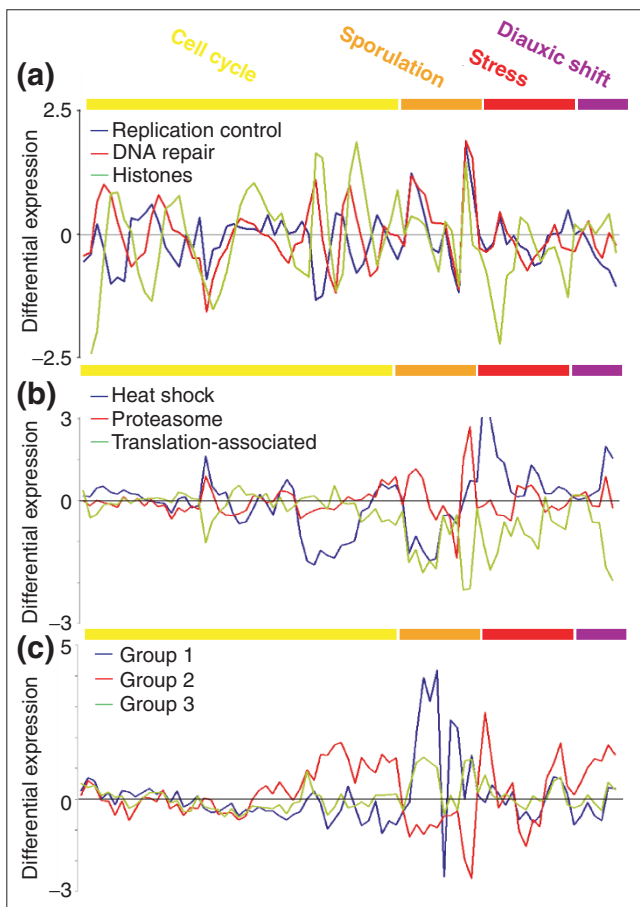 Cell cycle
Sporulation
Stress
Diauxic shift
(a)
2.5
Replication control
DNA repair
Histones
0
−2.5
Differential expression
(b)
3
Heat shock
Proteasome
Translation-associated
0
−3
Differential expression
(c)
5
Group 1
Group 2
Group 3
0
−3
Differential expression